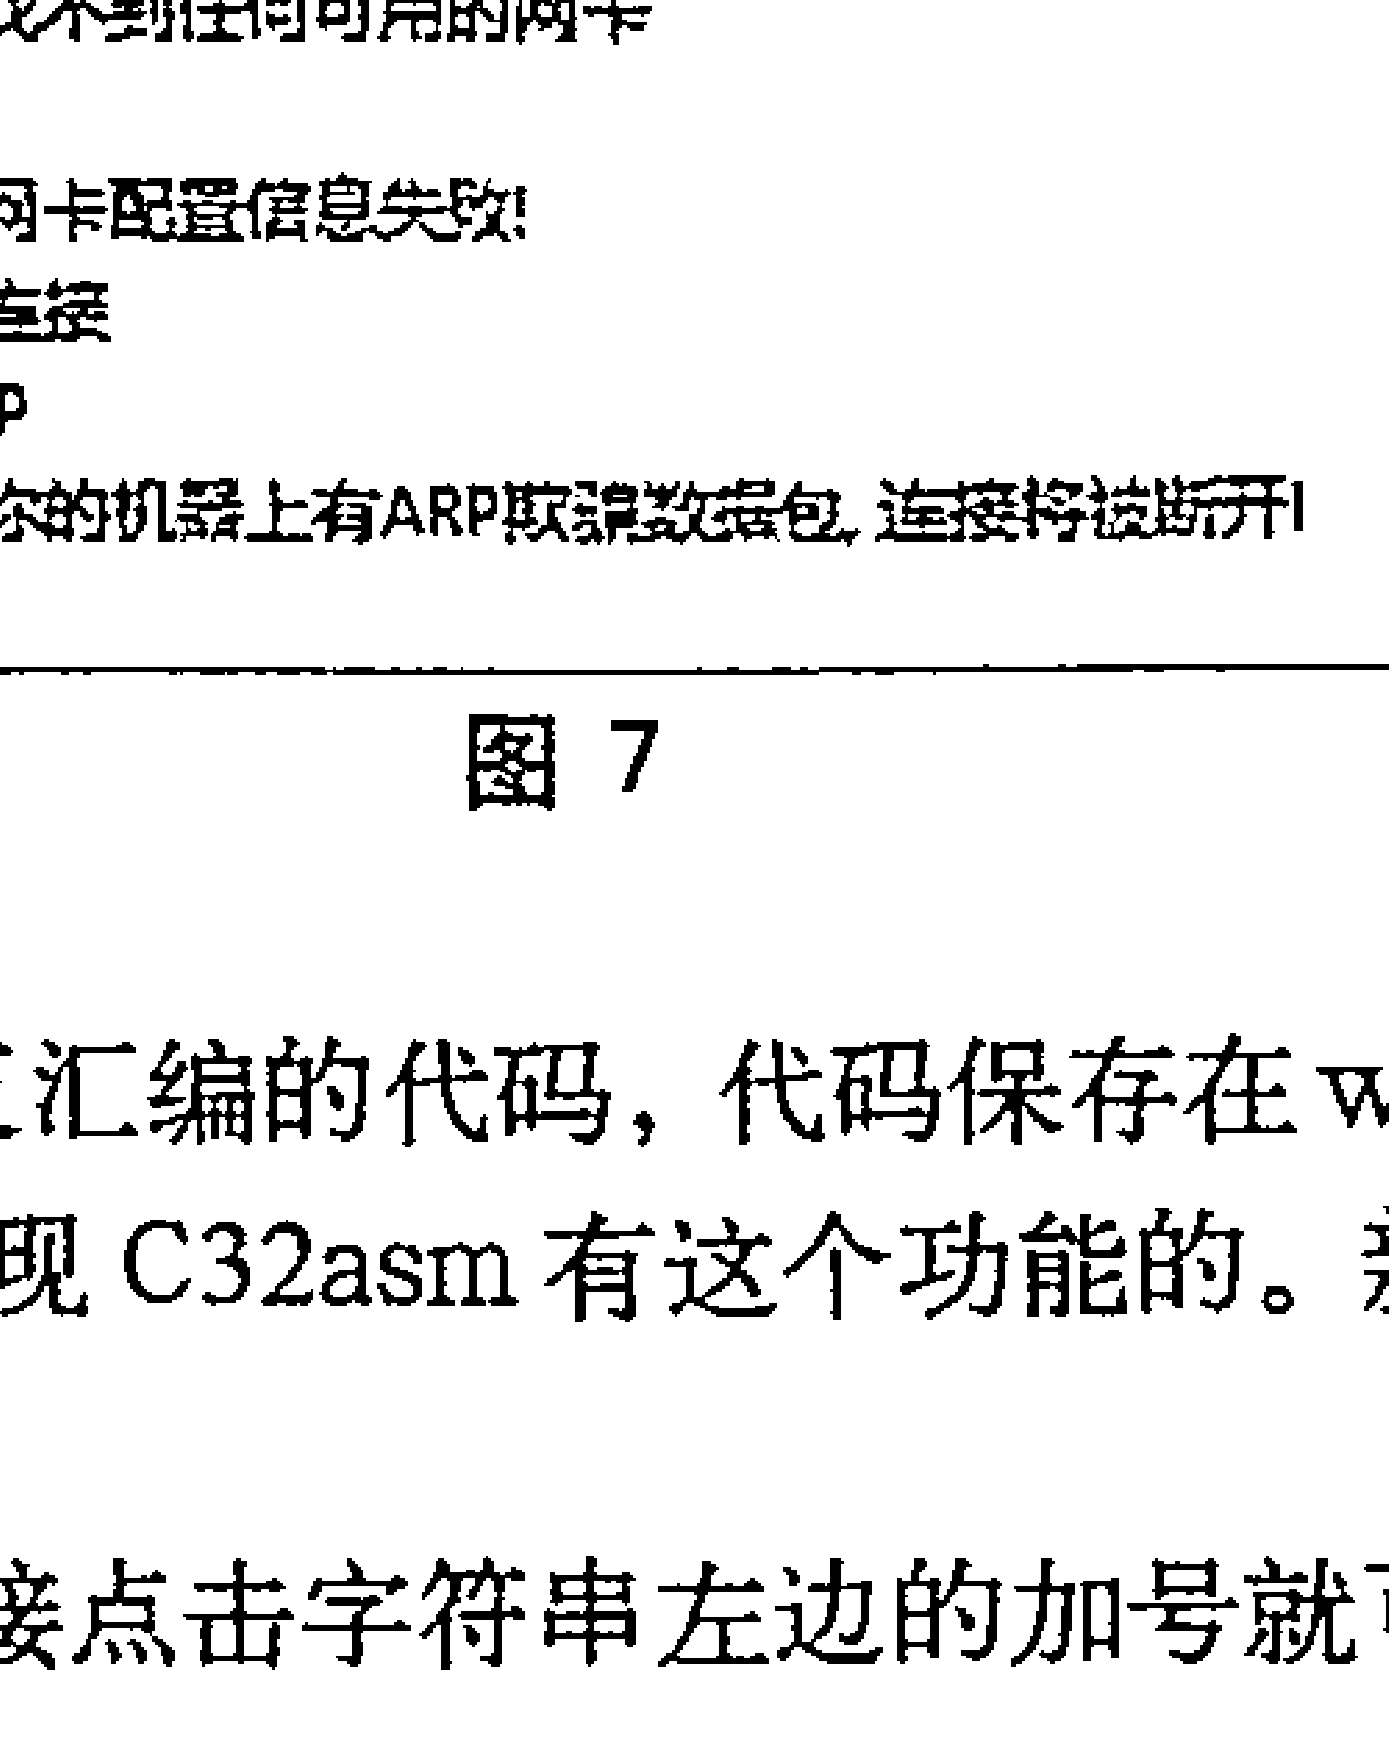 找不到任何可用的网卡
网卡配置信息失败!
连接
P
你的机器上有ARP欺骗数据包, 连接将被断开!
图 7
汇编的代码，代码保存在 w
现 C32asm 有这个功能的。
接点击字符串左边的加号就可